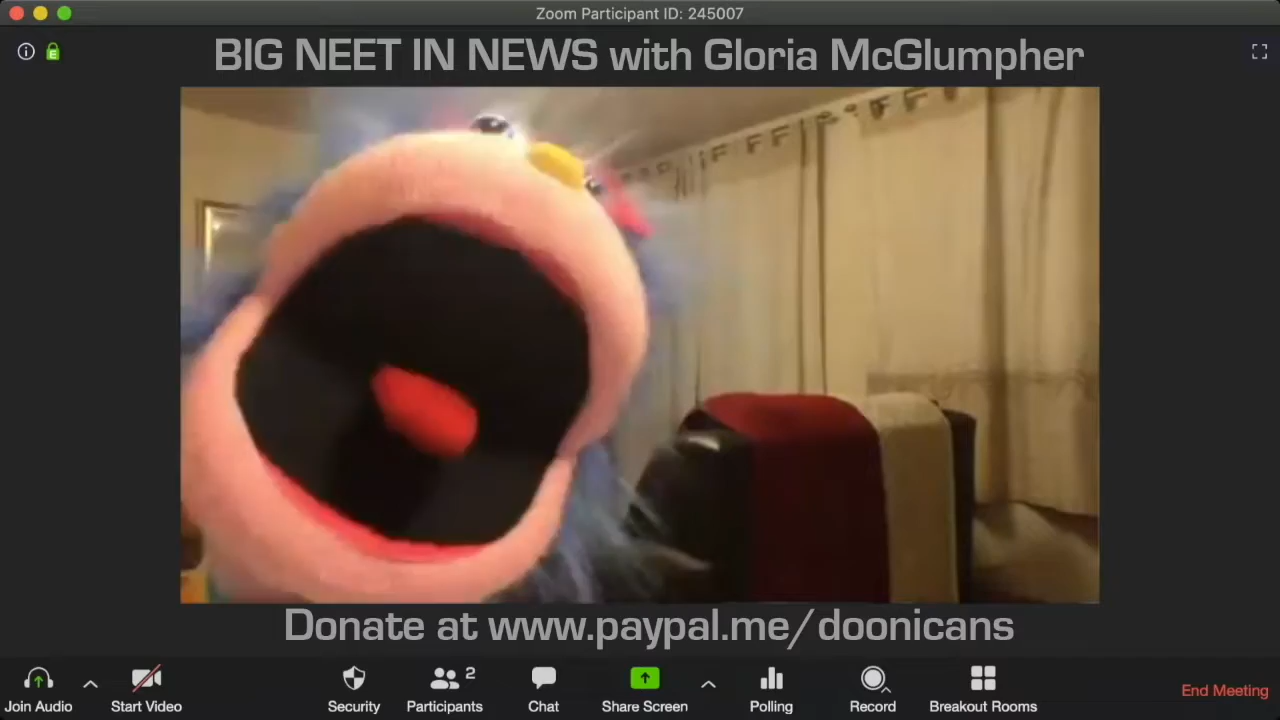 Zoom Participant ID: 245007
BIG NEET IN NEWS with Gloria McGlumpher
Donate at www.paypal.me/doonicans
2
Join Audio
Start Video
Security
Participants
Chat
Share Screen
Polling
Record
Breakout Rooms
End Meeting